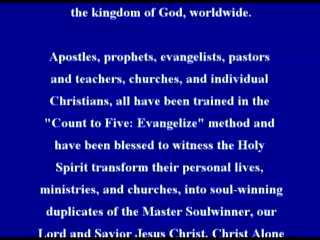 the kingdom of God, worldwide.
Apostles, prophets, evangelists, pastors
and teachers, churches, and individual
Christians, all have been trained in the
"Count to Five: Evangelize" method and
have been blessed to witness the Holy
Spirit transform their personal lives,
ministries, and churches, into soul-winning
duplicates of the Master Soulwinner, our
Lord and Savior Jesus Christ. Christ Alone